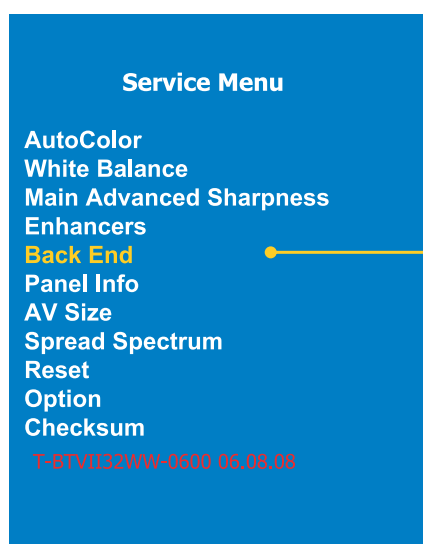 Service Menu
AutoColor
White Balance
Main Advanced Sharpness
Enhancers
Back End
Panel Info
AV Size
Spread Spectrum
Reset
Option
Checksum
T-BTVII32WW-0600 06.08.08